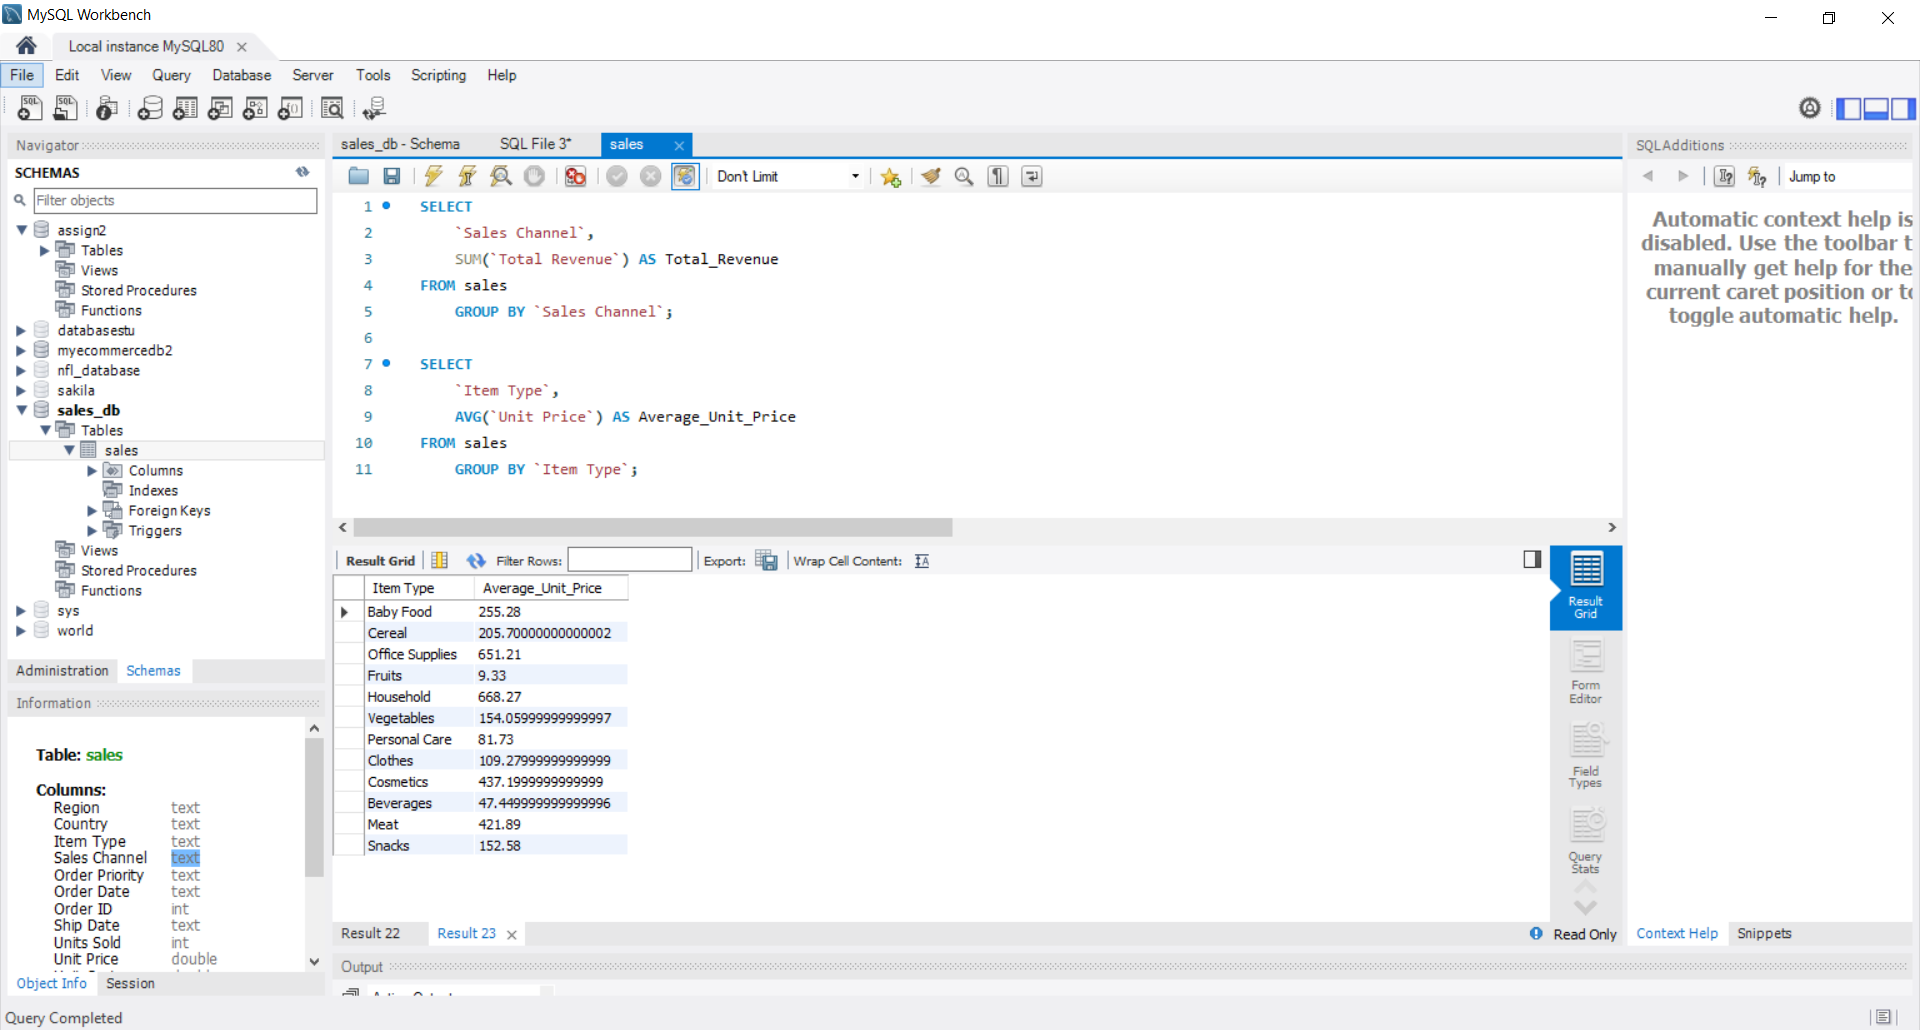 MySQL Workbench
Local instance MySQL80
File Edit View Query Database Server Tools Scripting Help
Navigator
SCHEMAS
Filter objects
assign2
Tables
Views
Stored Procedures
Functions
databasestu
myecommercedb2
nfl_database
sakila
sales_db
Tables
sales
Columns
Indexes
Foreign Keys
Triggers
Views
Stored Procedures
Functions
sys
world
Administration Schemas
Information
Table: sales
Columns:
Region text
Country text
Item Type text
Sales Channel text
Order Priority text
Order Date text
Order ID int
Ship Date text
Units Sold int
Unit Price double
Object Info Session
sales_db - Schema SQL File 3* sales
Don't Limit
1 SELECT
2 `Sales Channel`,
3 SUM(`Total Revenue`) AS Total_Revenue
4 FROM sales
5 GROUP BY `Sales Channel`;
6
7 SELECT
8 `Item Type`,
9 AVG(`Unit Price`) AS Average_Unit_Price
10 FROM sales
11 GROUP BY `Item Type`;
Result Grid Filter Rows: Export: Wrap Cell Content:
Item Type Average_Unit_Price
Baby Food 255.28
Cereal 205.70000000000002
Office Supplies 651.21
Fruits 9.33
Household 668.27
Vegetables 154.05999999999997
Personal Care 81.73
Clothes 109.27999999999999
Cosmetics 437.1999999999999
Beverages 47.449999999999996
Meat 421.89
Snacks 152.58
Result
Grid
Form
Editor
Field
Types
Query
Stats
Result 22 Result 23 Read Only
Output
SQLAdditions
Jump to
Automatic context help is
disabled. Use the toolbar t
manually get help for the
current caret position or to
toggle automatic help.
Context Help Snippets
Query Completed